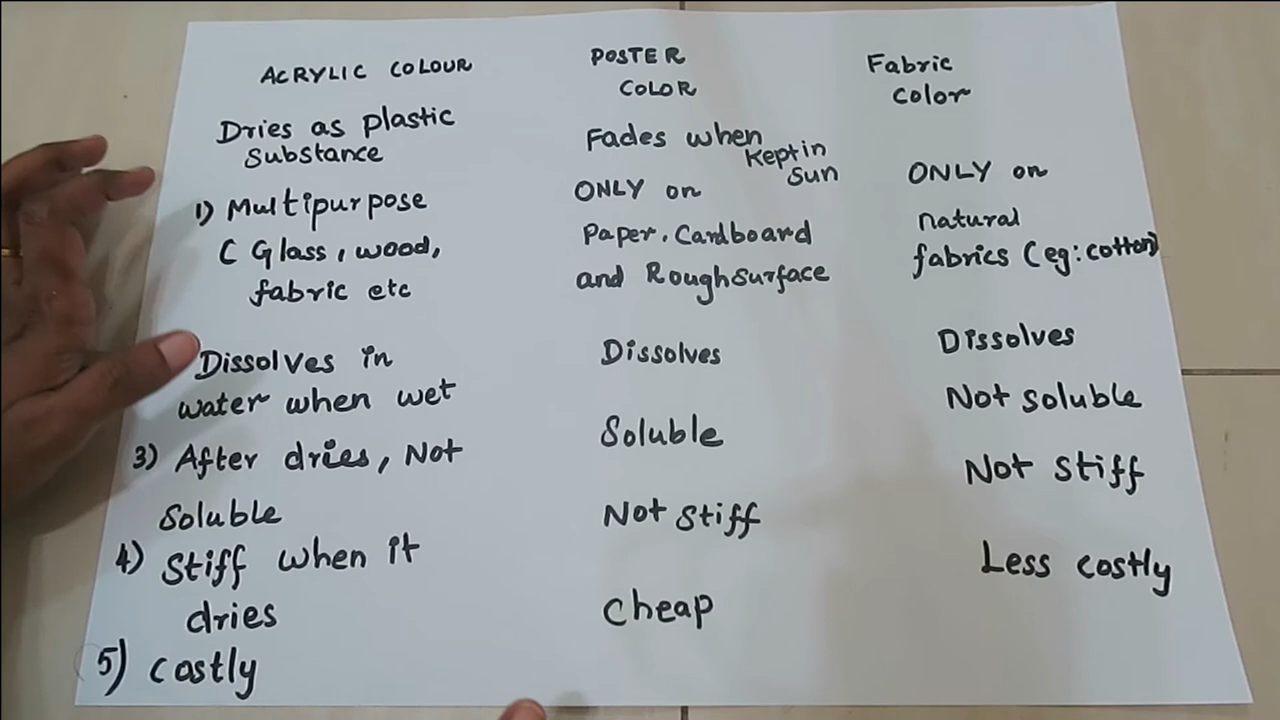 ACRYLIC COLOUR
Dries as plastic
substance
1) Multipurpose
( Glass, wood,
fabric etc
Dissolves in
water when wet
3) After dries, Not
Soluble
4) Stiff when it
dries
5) Costly
POSTER
COLOR
Fades when
Kept in
Sun
ONLY on
Paper, Cardboard
and Rough surface
Dissolves
Soluble
Not stiff
Cheap
Fabric
color
ONLY on
natural
fabrics (eg: cotton)
Dissolves
Not soluble
Not stiff
Less costly